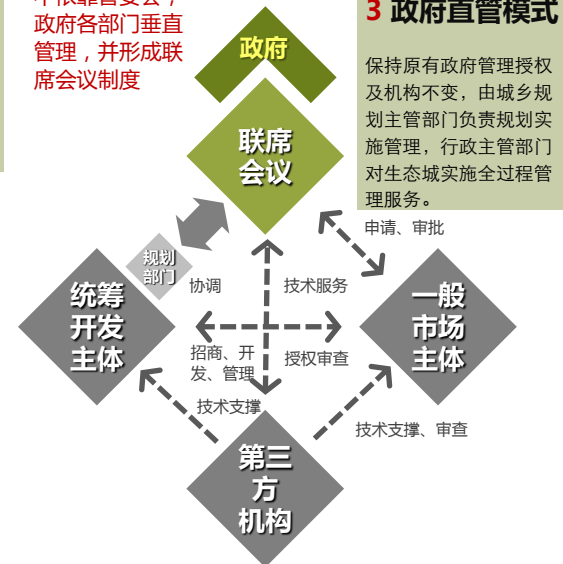 不依靠管委会，
政府各部门垂直
管理，并形成联
席会议制度
3 政府直管模式
保持原有政府管理授权
及机构不变，由城乡规
划主管部门负责规划实
施管理，行政主管部门
对生态城实施全过程管
理服务。
政府
联席
会议
申请、审批
规划
部门
协调
技术服务
统筹
开发
主体
一般
市场
主体
招商、开
发、管理
授权审查
技术支撑
技术支撑、审查
第三
方
机构